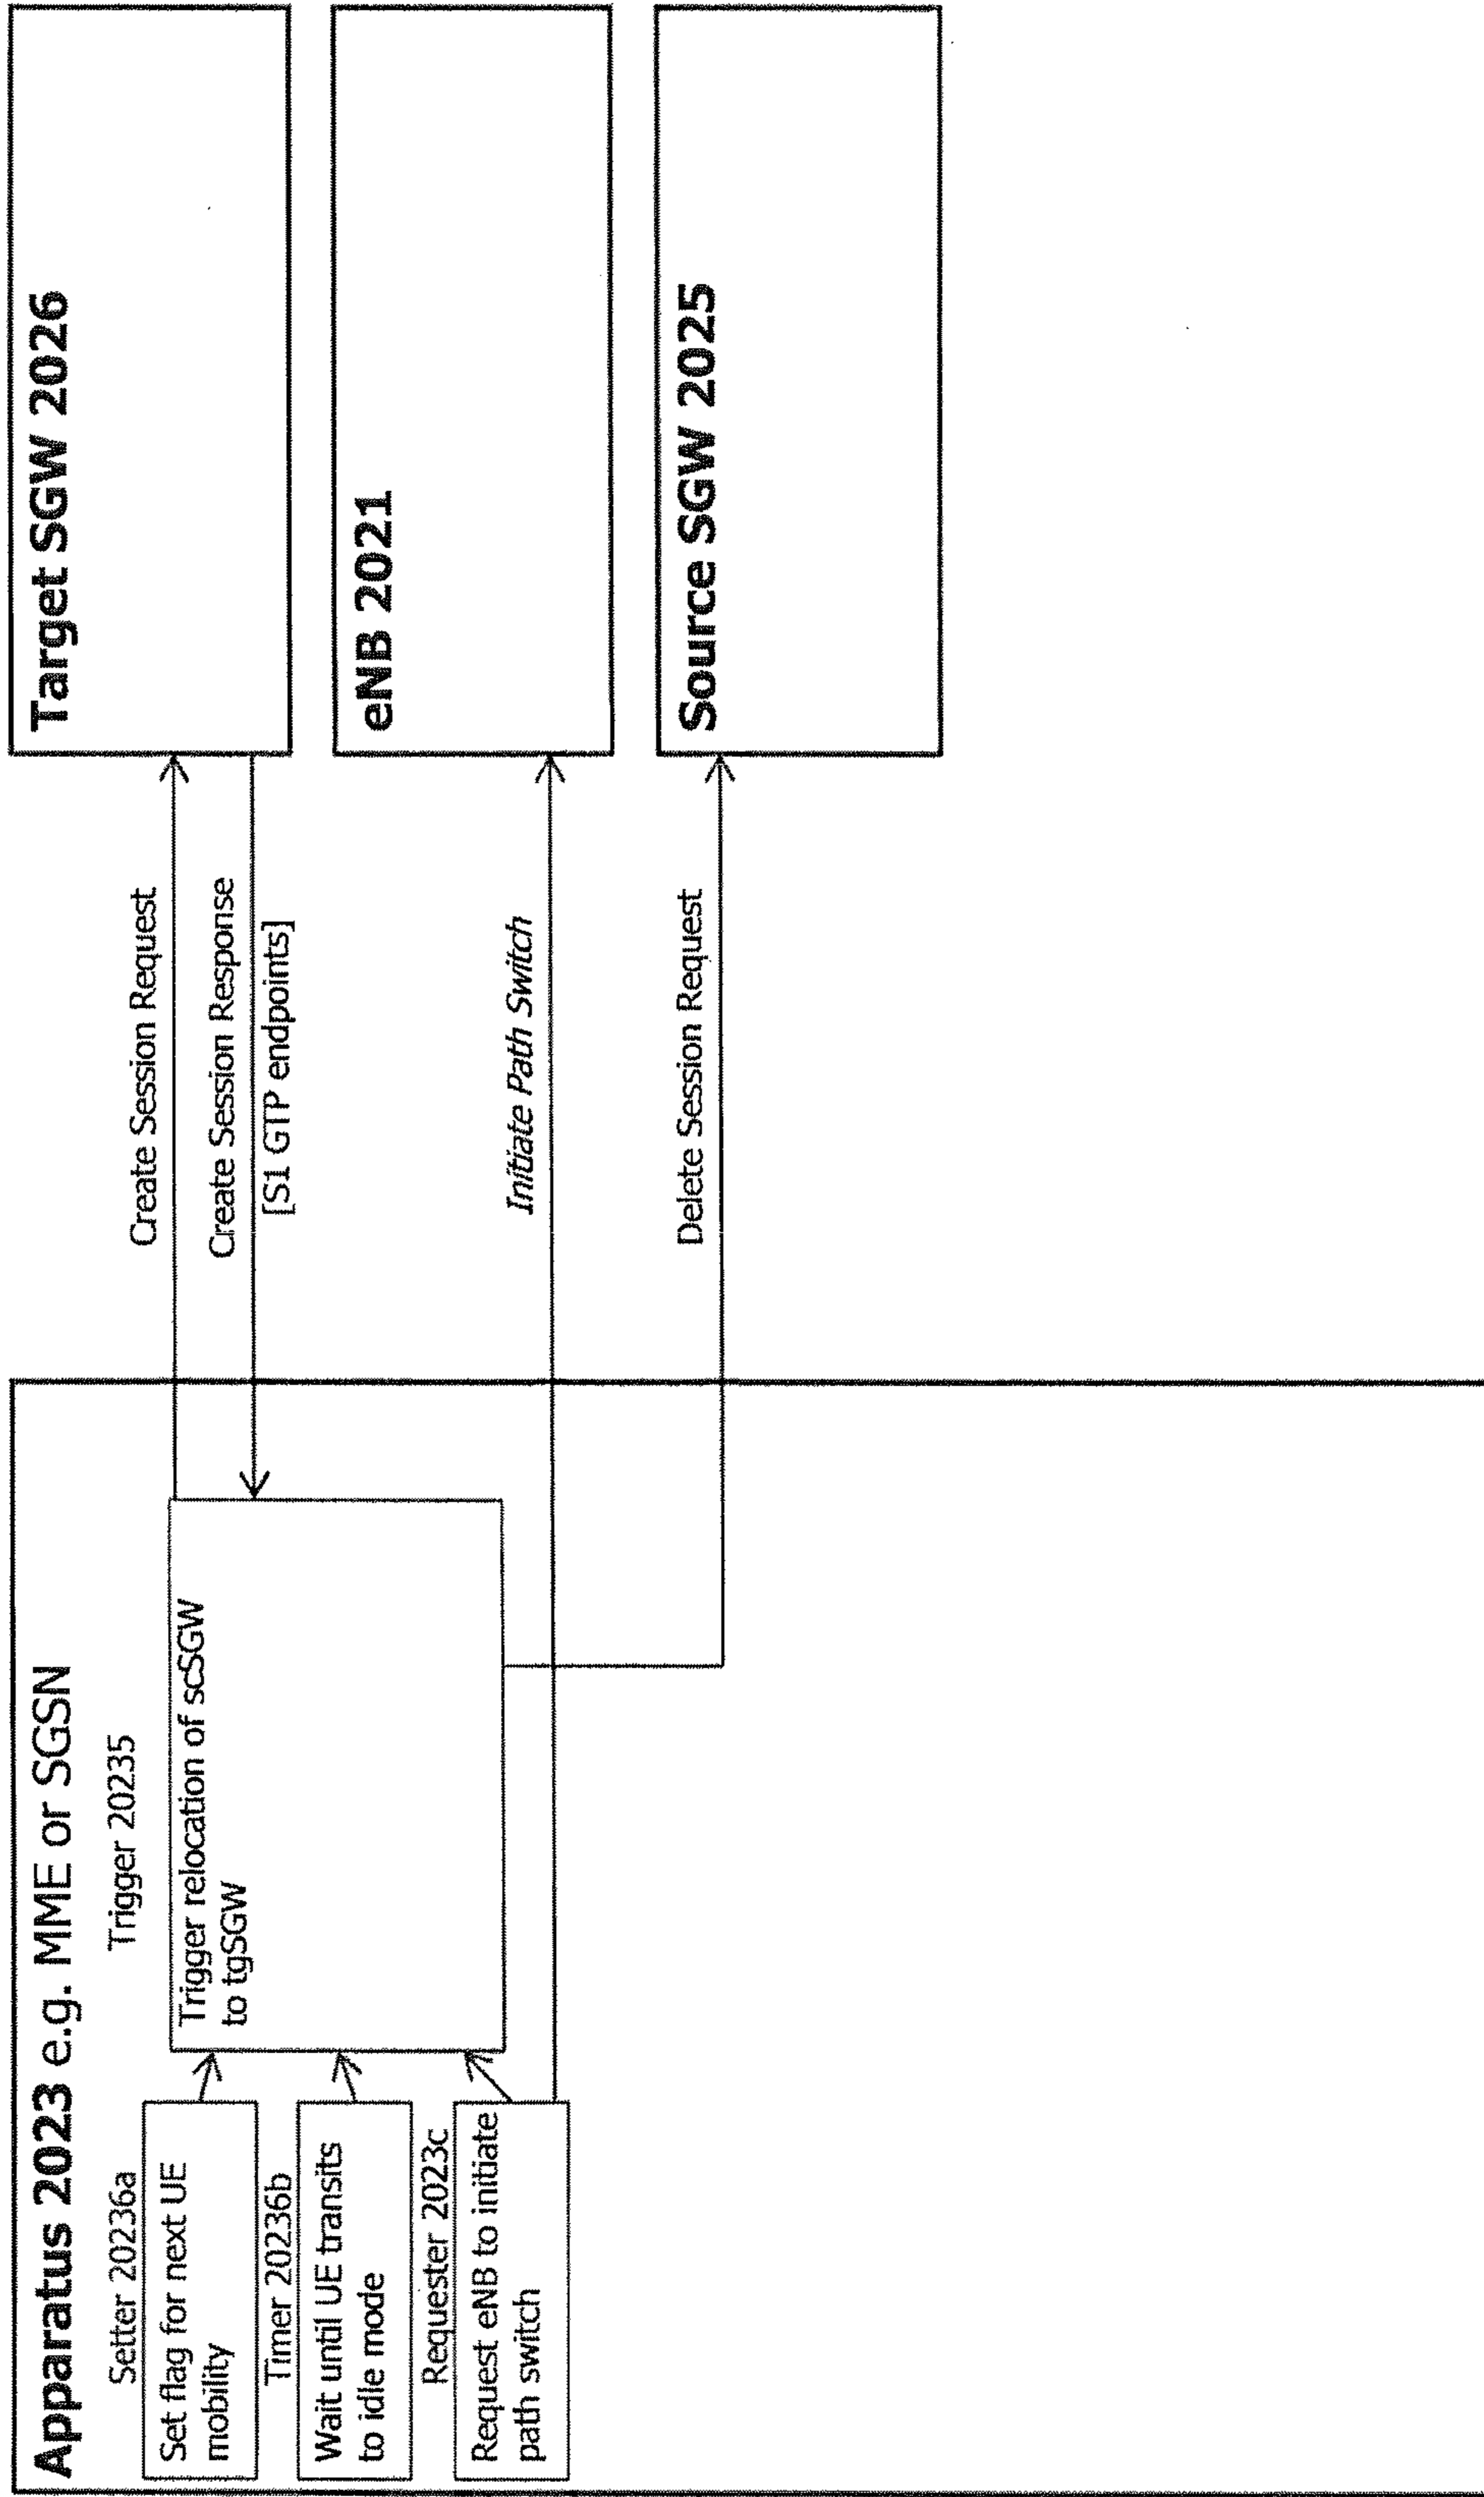 Apparatus 2023 e.g. MME or SGSN
Setter 20236a
Set flag for next UE
mobility
Timer 20236b
Wait until UE transits
to idle mode
Requester 2023c
Request eNB to initiate
path switch
Trigger 20235
Trigger relocation of scSGW
to tgSGW
Create Session Request
Create Session Response
[S1 GTP endpoints]
Initiate Path Switch
Delete Session Request
Target SGW 2026
eNB 2021
Source SGW 2025